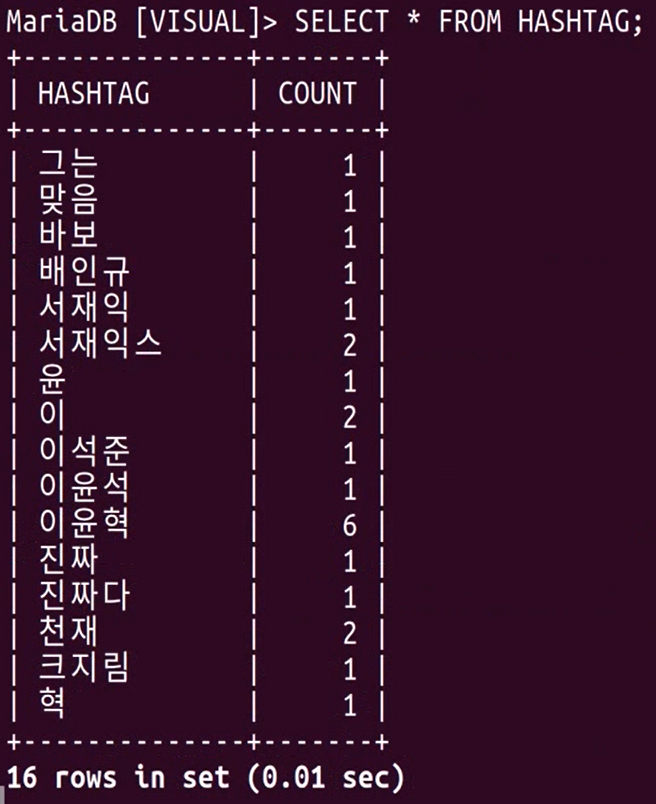 MariaDB [VISUAL]> SELECT * FROM HASHTAG;
+--------------+-------+
| HASHTAG | COUNT |
+--------------+-------+
| 그는 | 1 |
| 맞음 | 1 |
| 바보 | 1 |
| 배인규 | 1 |
| 서재익 | 1 |
| 서재익스 | 2 |
| 윤 | 1 |
| 이 | 2 |
| 이석준 | 1 |
| 이윤석 | 1 |
| 이윤혁 | 6 |
| 진짜 | 1 |
| 진짜다 | 1 |
| 천재 | 2 |
| 크지림 | 1 |
| 혁 | 1 |
+--------------+-------+
16 rows in set (0.01 sec)